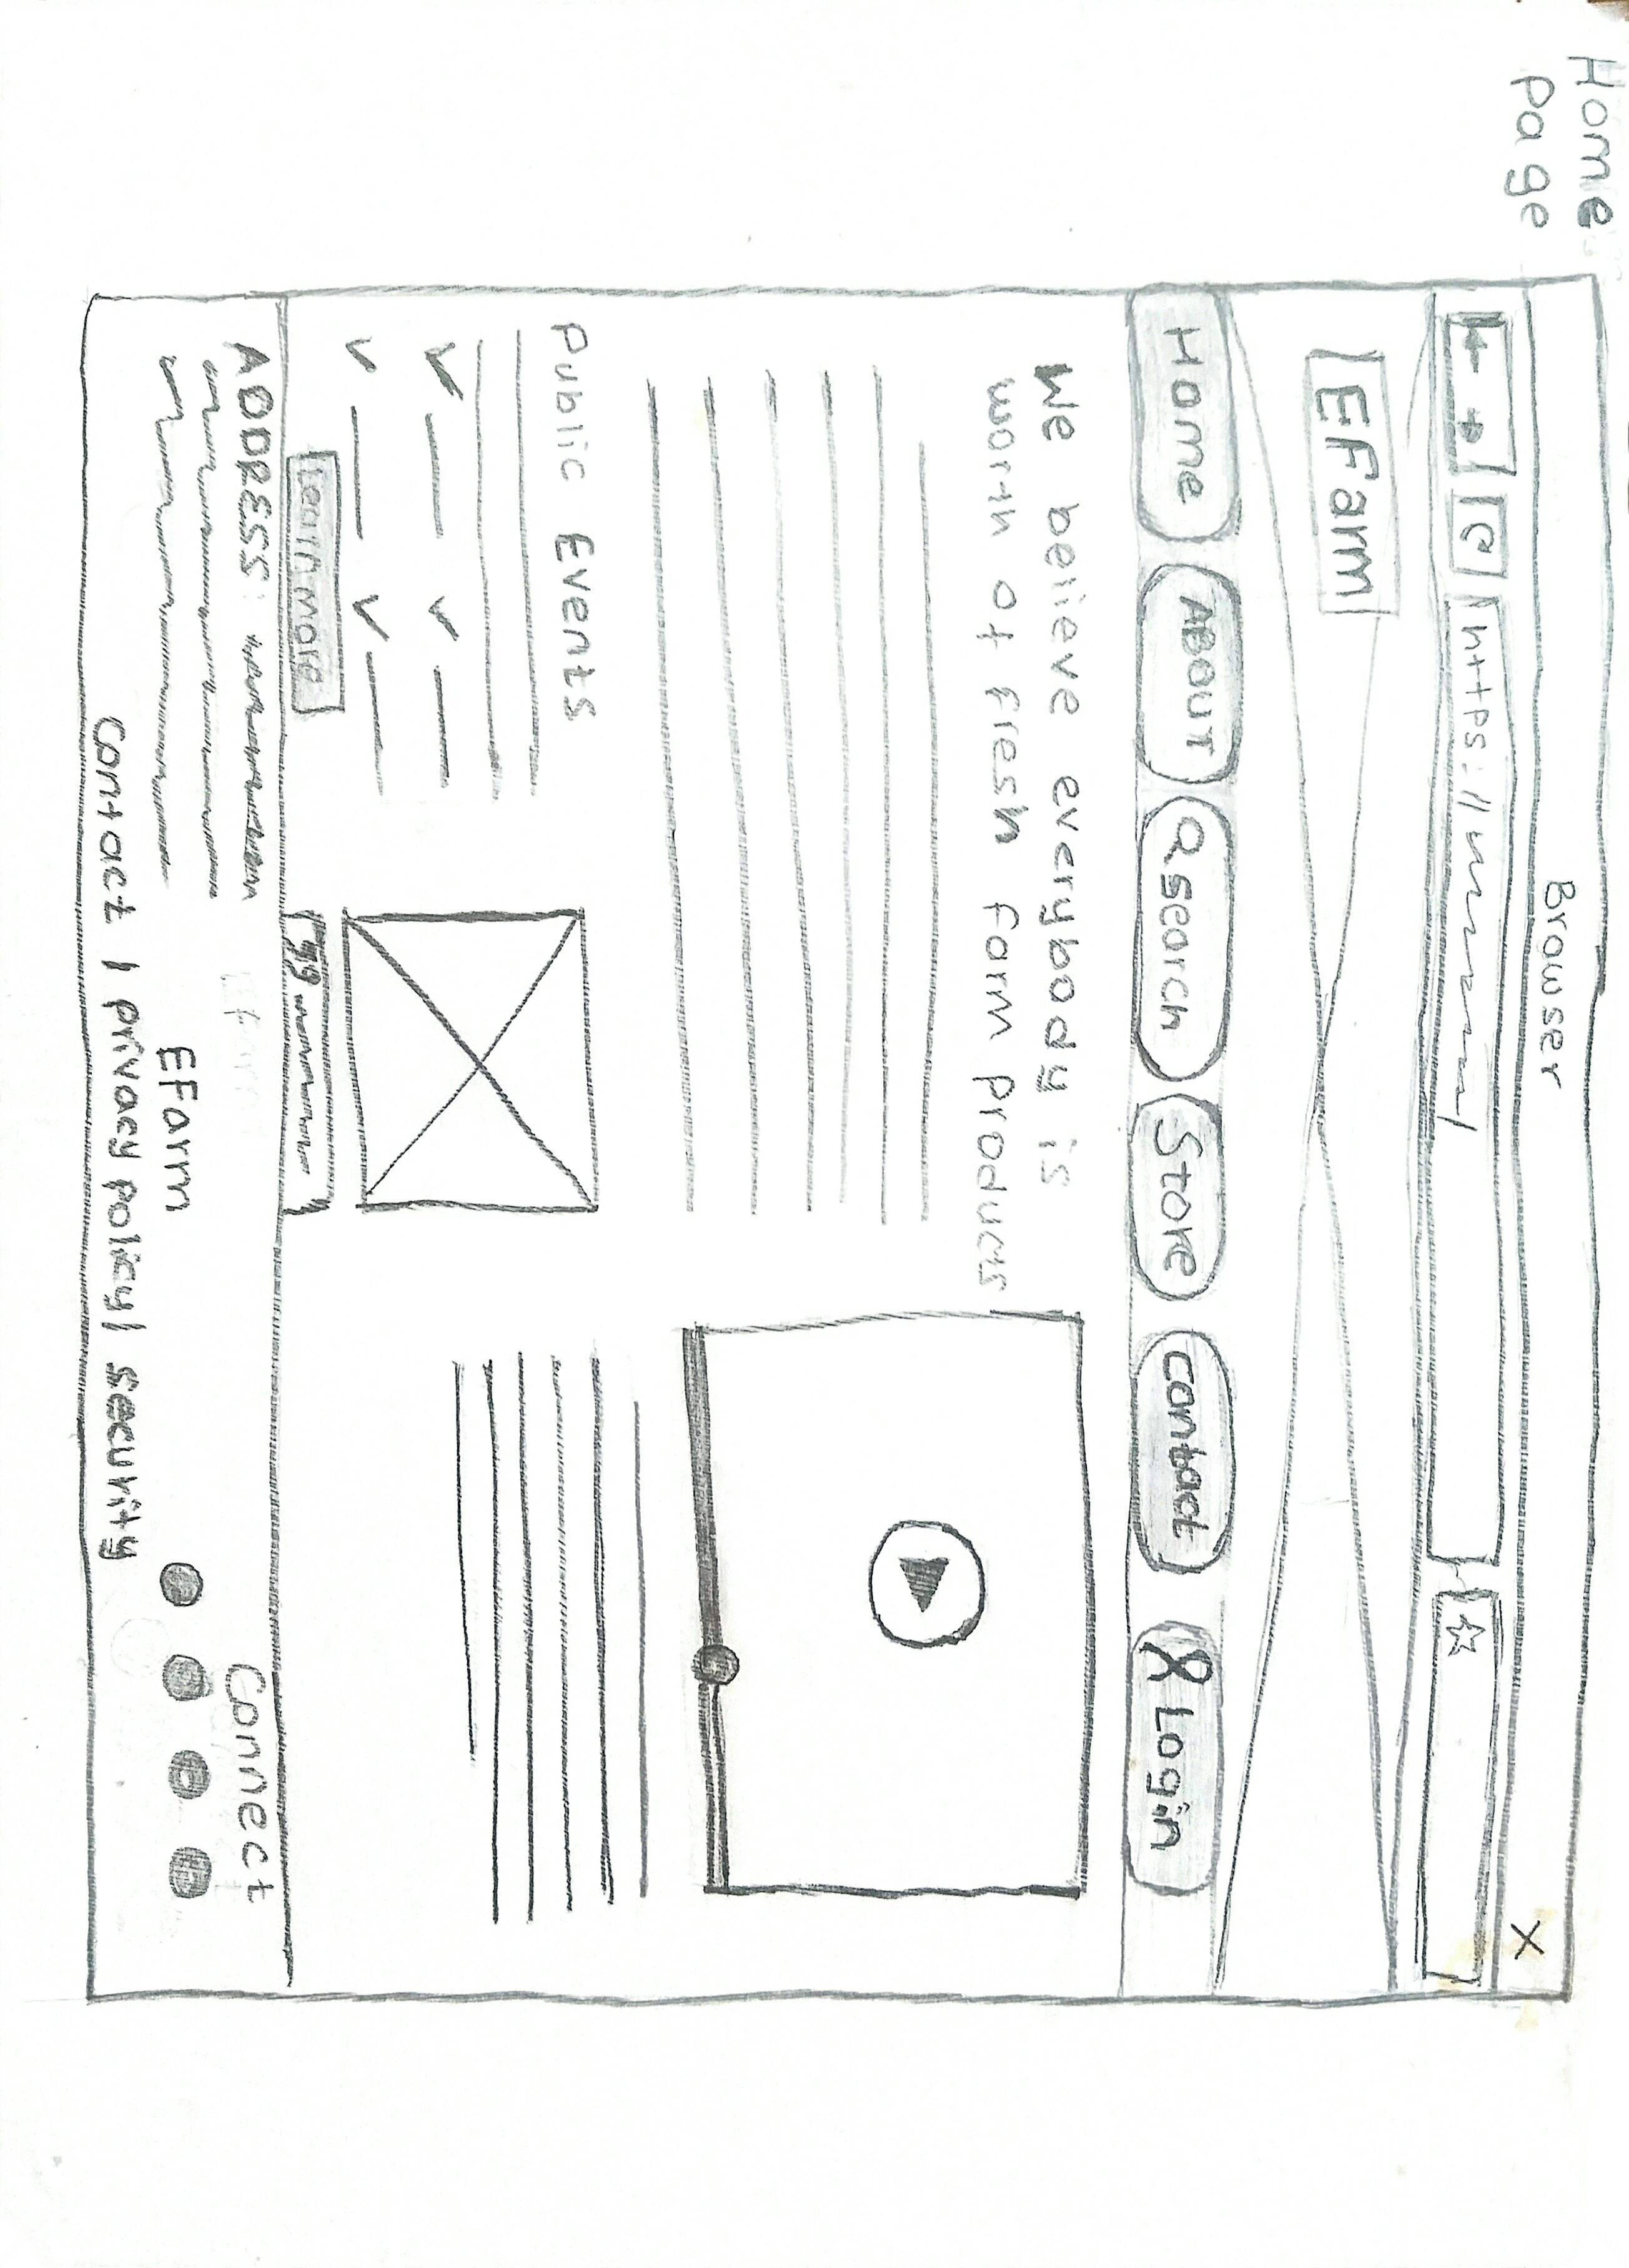 Home
Page
Browser
X
@ https://
EFarm
Home ABOUT Search Store contact Login
We believe everybody is
worth of fresh farm products
Public Events
Learn more
ADDRESS:
Connect
EFarm
Contact | privacy policy | security